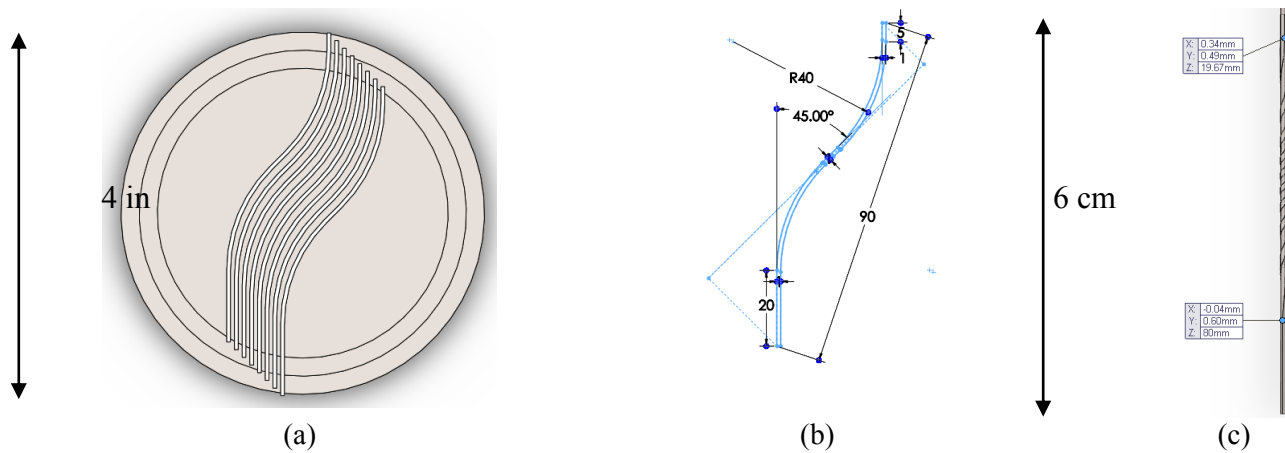 4 in
(a)
5
1
R40
45.00°
90
20
(b)
6 cm
X: 0.34mm
Y: 0.49mm
Z: 19.67mm
X: -0.04mm
Y: 0.60mm
Z: 80mm
(c)